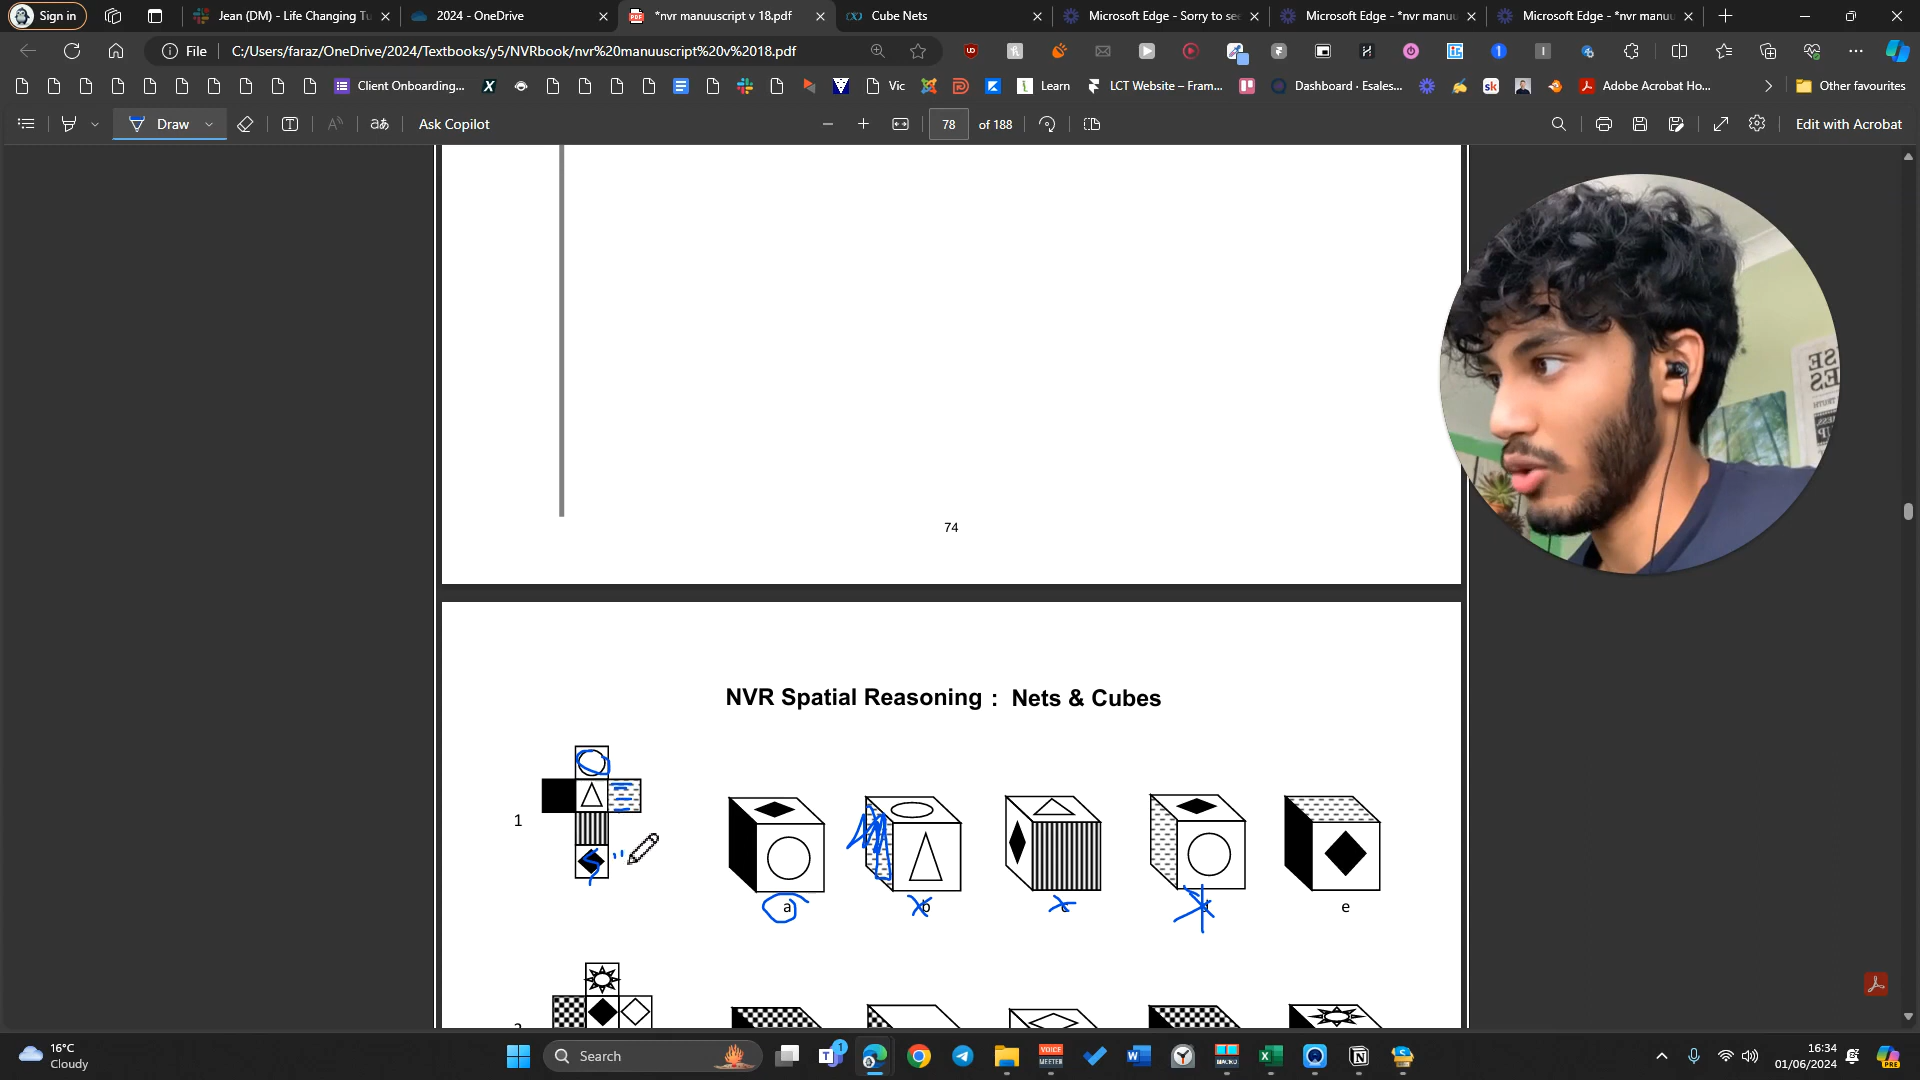 Sign in
Jean (DM) - Life Changing Tu
2024 - OneDrive
*nvr manuuscript v 18.pdf
Cube Nets
Microsoft Edge - Sorry to see
Microsoft Edge - *nvr manuu
Microsoft Edge - *nvr manuu
File
C:/Users/faraz/OneDrive/2024/Textbooks/y5/NVRbook/nvr%20manuuscript%20v%2018.pdf
Client Onboarding...
Vic
Learn
LCT Website – Fram...
Dashboard · Esales...
sk
Adobe Acrobat Ho...
Other favourites
Draw
Ask Copilot
78
of 188
Edit with Acrobat
74
NVR Spatial Reasoning : Nets & Cubes
1
a
b
e
16°C
Cloudy
Search
16:34
01/06/2024